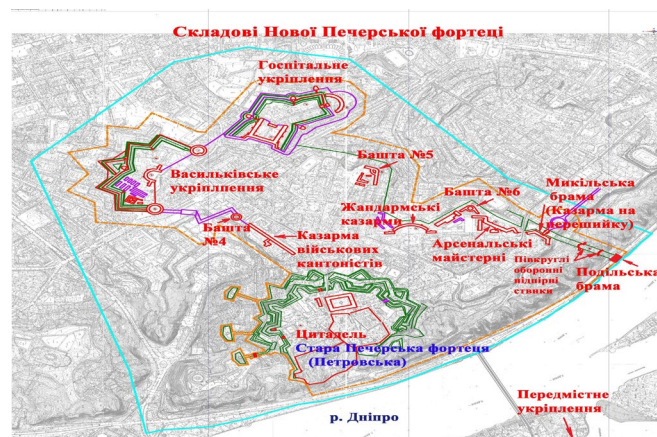 Складові Нової Печерської фортеці
Госпітальне
укріплення
Башта №5
Васильківське
укріплпення
Башта №6
Микільська
брама
(Казарма на
перешийку)
Жандармські
казарми
Башта
№4
Казарма
військових
кантоністів
Арсенальські
майстерні
Півкруглі
оборонні
підпірні
ствики
Подільська
брама
Цитадель
Стара Печерська фортеця
(Петровська)
Передмістне
укріплення
р. Дніпро